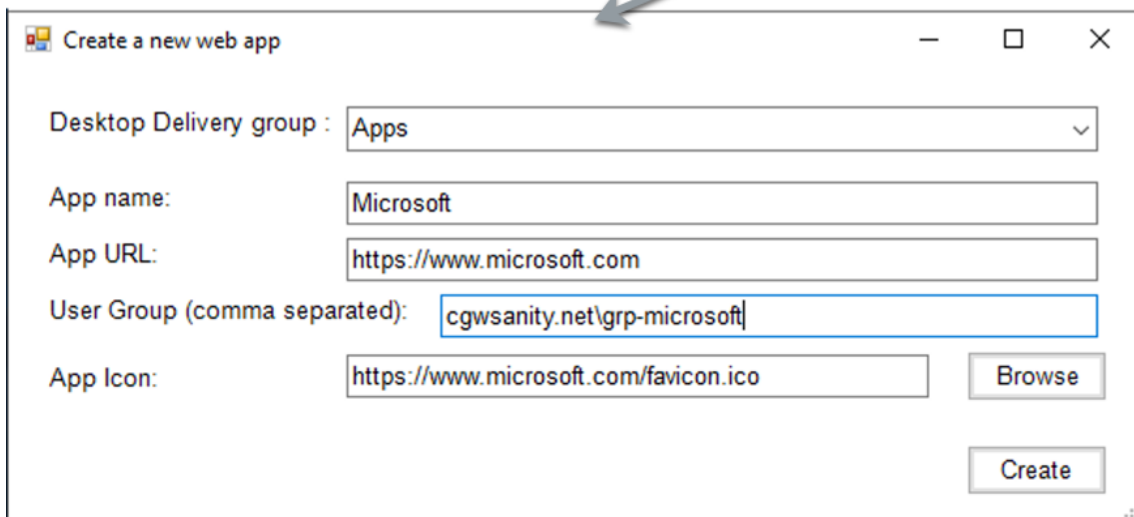 Create a new web app
Desktop Delivery group : Apps
App name: Microsoft
App URL: https://www.microsoft.com
User Group (comma separated): cgwsanity.net\grp-microsoft
App Icon: https://www.microsoft.com/favicon.ico Browse
Create